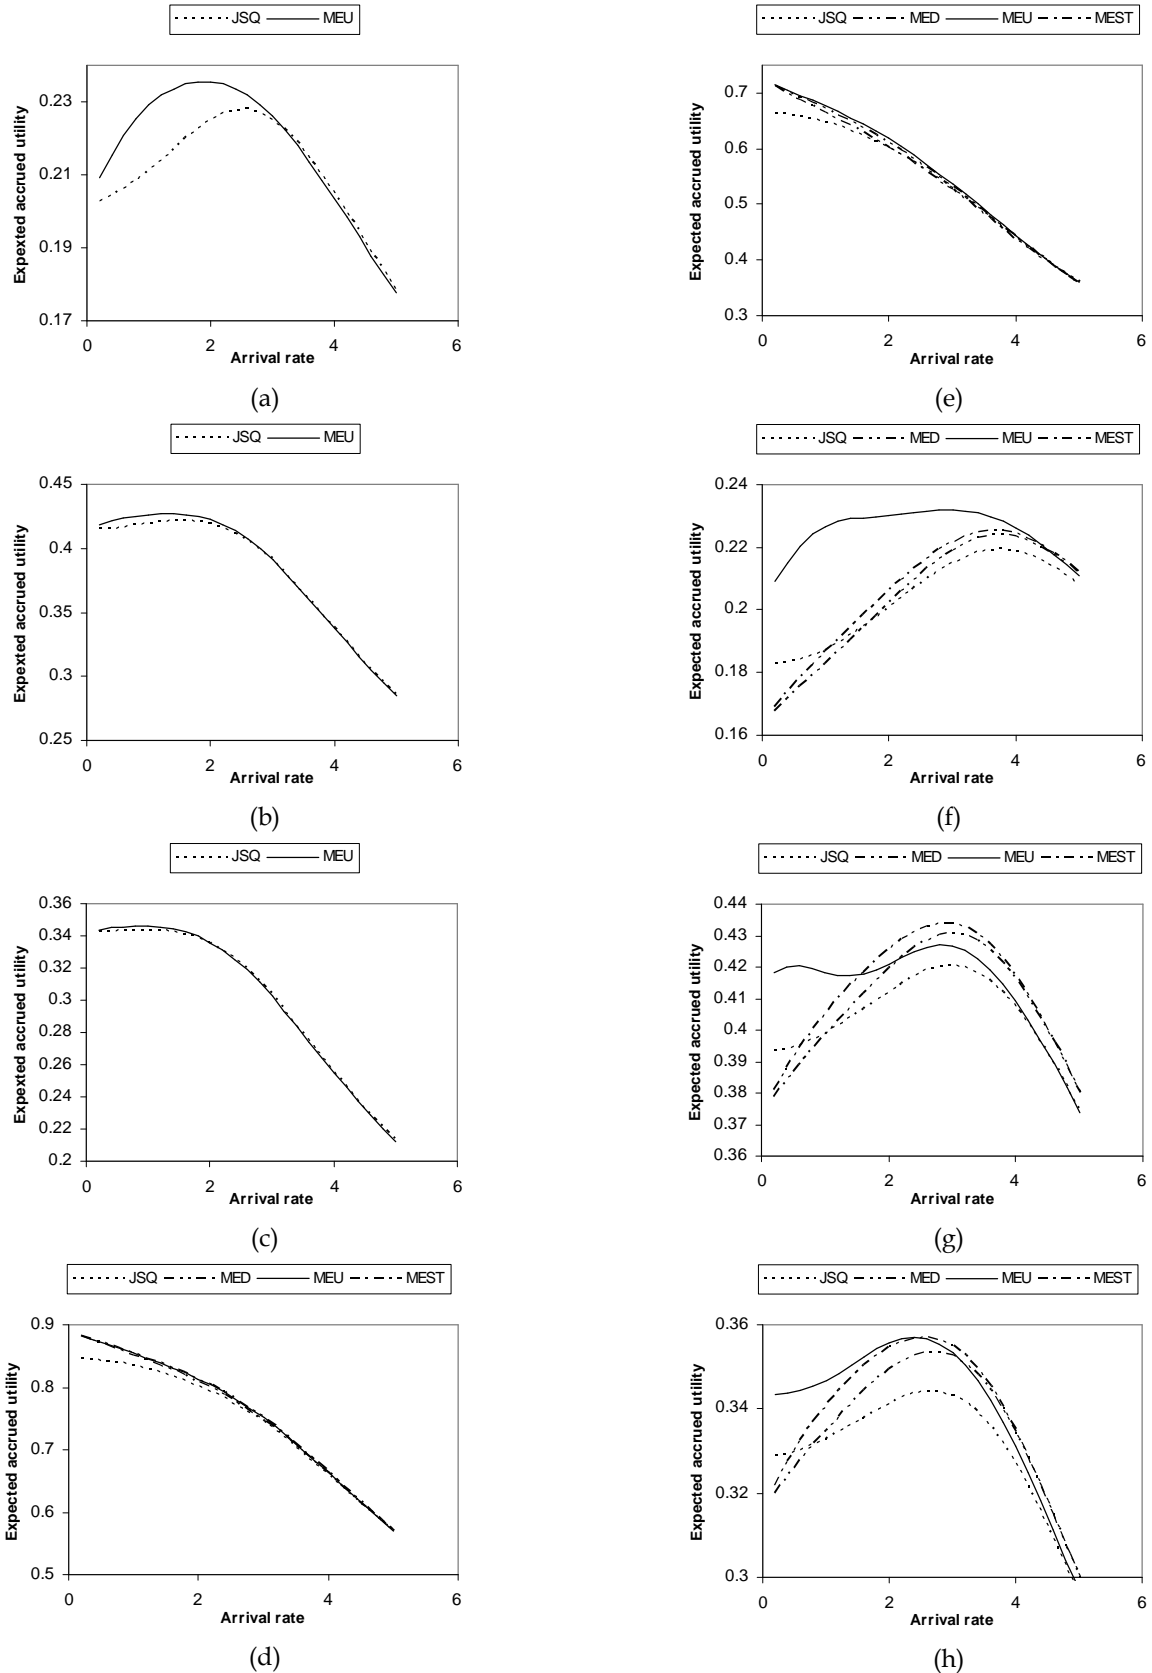 JSQ MEU
Expexted accrued utility
0.23
0.21
0.19
0.17
0 2 4 6
Arrival rate
(a)
JSQ MEU
Expexted accrued utility
0.45
0.4
0.35
0.3
0.25
0 2 4 6
Arrival rate
(b)
JSQ MEU
Expexted accrued utility
0.36
0.34
0.32
0.3
0.28
0.26
0.24
0.22
0.2
0 2 4 6
Arrival rate
(c)
JSQ MED MEU MEST
Expected accrued utility
0.9
0.8
0.7
0.6
0.5
0 2 4 6
Arrival rate
(d)
JSQ MED MEU MEST
Expected accrued utility
0.7
0.6
0.5
0.4
0.3
0 2 4 6
Arrival rate
(e)
JSQ MED MEU MEST
Expected accrued utility
0.24
0.22
0.2
0.18
0.16
0 2 4 6
Arrival rate
(f)
JSQ MED MEU MEST
Expected accrued utility
0.44
0.43
0.42
0.41
0.4
0.39
0.38
0.37
0.36
0 2 4 6
Arrival rate
(g)
JSQ MED MEU MEST
Expected accrued utility
0.36
0.34
0.32
0.3
0 2 4 6
Arrival rate
(h)